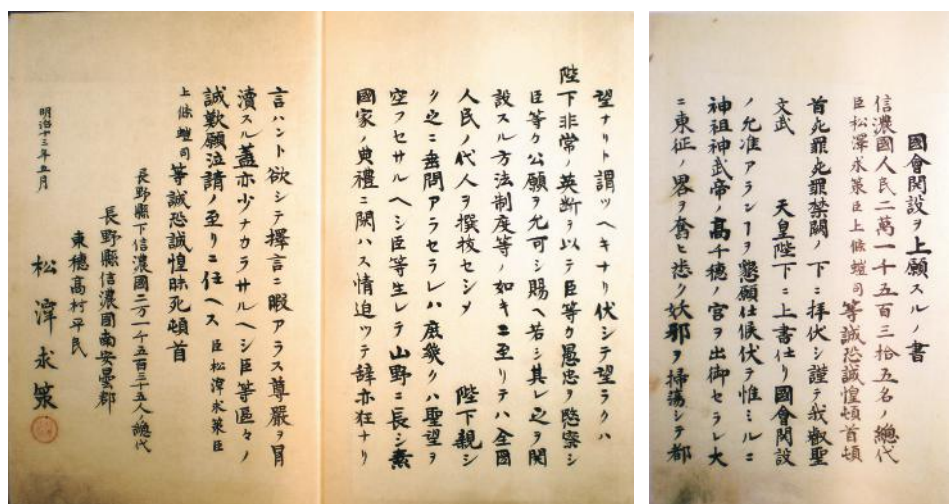 國會開設ヲ上願スルノ書
信濃國人民二萬一千五百三拾五名ノ總代
臣松澤求策臣上條螘司等誠恐誠惶頓首頓
首死罪死罪禁闕ノ下ニ拝伏シ謹テ我叡聖
文武　天皇陛下ニ上書仕リ國會開設
ノ允准アランヿヲ懇願仕候伏テ惟ミルニ
神祖神武帝ノ高千穂ノ宮ヲ出御セラレ大
ニ東征ノ畧ヲ奮ヒ悉ク妖邪ヲ掃蕩シテ都
望ナリト謂ツヘキナリ伏シテ望ラクハ
陛下非常ノ英断ヲ以テ臣等カ愚忠ヲ愍察シ
臣等カ公願ヲ允可シ賜ヘ若シ其レ之ヲ開
設スル方法制度等ノ如キニ至リテハ全國
人民ノ代人ヲ撰抜セシメ　陛下親シ
ク之ニ垂問アラセラレハ庶幾クハ聖望ヲ
空フセサルヘシ臣等生レテ山野ニ長シ素
國家ノ典禮ニ閑ハス情迫ツテ辞亦狂ナリ
言ハント欲シテ擇言ニ暇アラス尊嚴ヲ冒
瀆スル蓋亦少ナカラサルヘシ臣等區々ノ
誠歎願泣請ノ至リニ任ヘス臣松澤求策臣
上條螘司等誠恐誠惶昧死頓首
長野縣下信濃國二万一千五百三十五人總代
長野縣信濃國南安曇郡
東穂高村平民
松澤求策
明治十三年五月